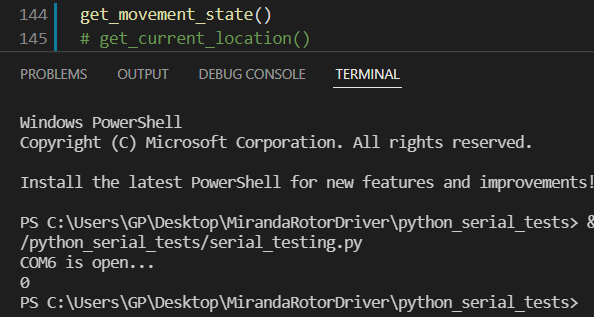 144 get_movement_state()
145 # get_current_location()
PROBLEMS OUTPUT DEBUG CONSOLE TERMINAL
Windows PowerShell
Copyright (C) Microsoft Corporation. All rights reserved.
Install the latest PowerShell for new features and improvements!
PS C:\Users\GP\Desktop\MirandaRotorDriver\python_serial_tests> &
/python_serial_tests/serial_testing.py
COM6 is open...
0
PS C:\Users\GP\Desktop\MirandaRotorDriver\python_serial_tests>